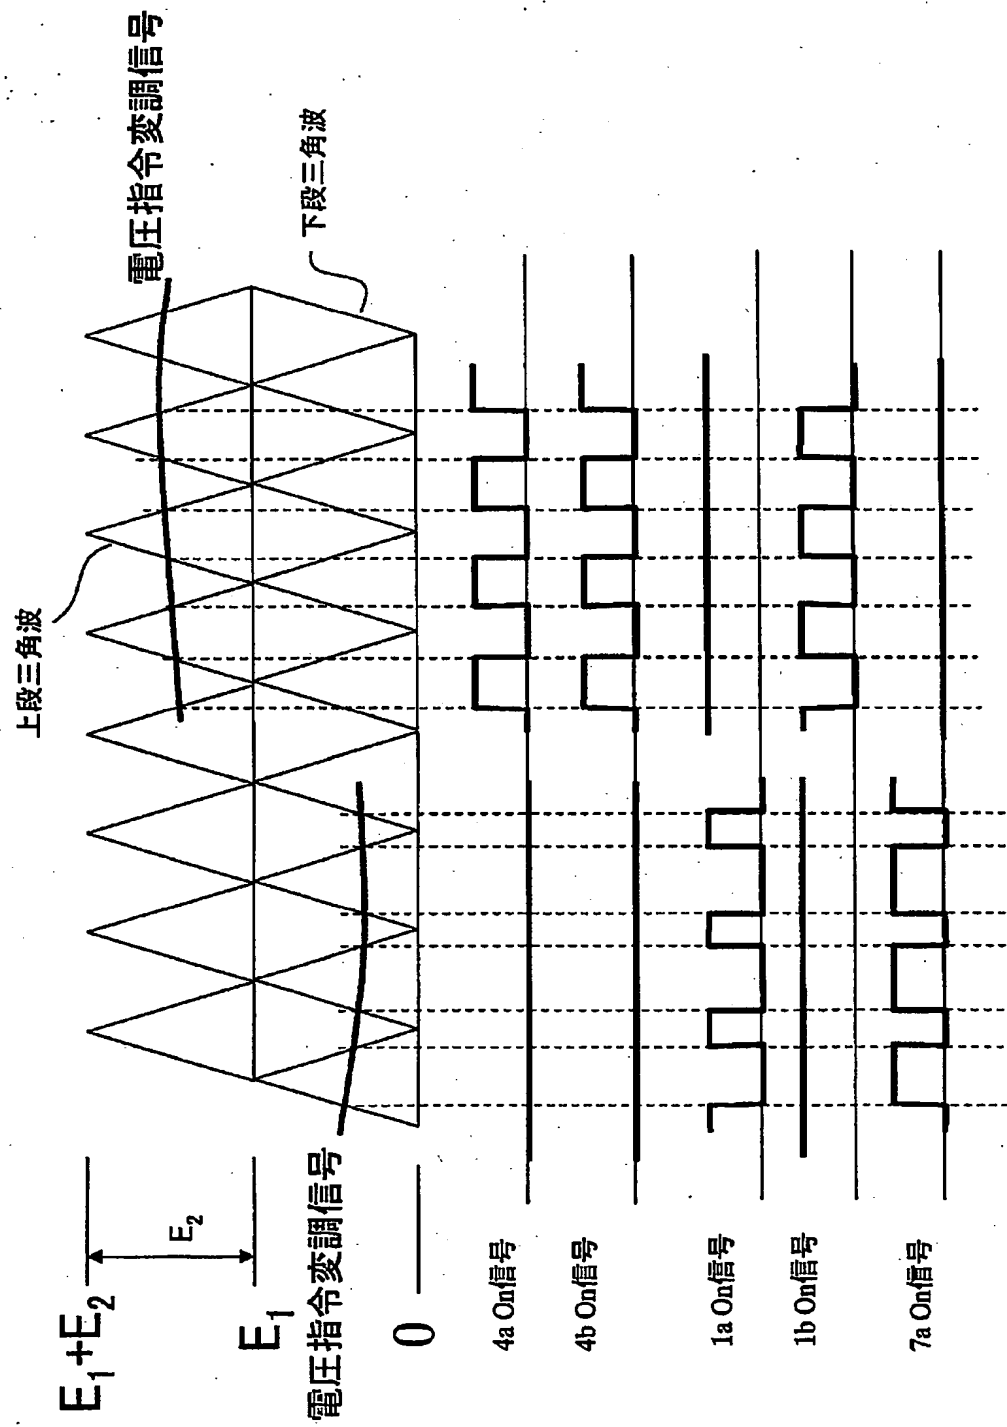 上段三角波
電圧指令変調信号
E₁+E₂
E₂
E₁
下段三角波
電圧指令変調信号
0
4a On信号
4b On信号
1a On信号
1b On信号
7a On信号